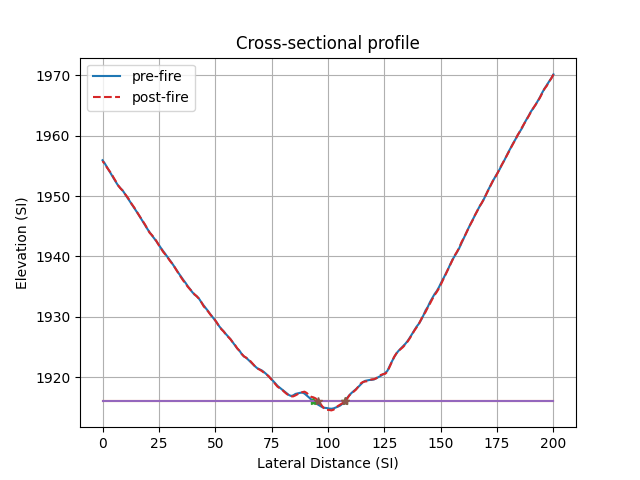 Cross-sectional profile
pre-fire
post-fire
Elevation (SI)
1970
1960
1950
1940
1930
1920
0 25 50 75 100 125 150 175 200
Lateral Distance (SI)